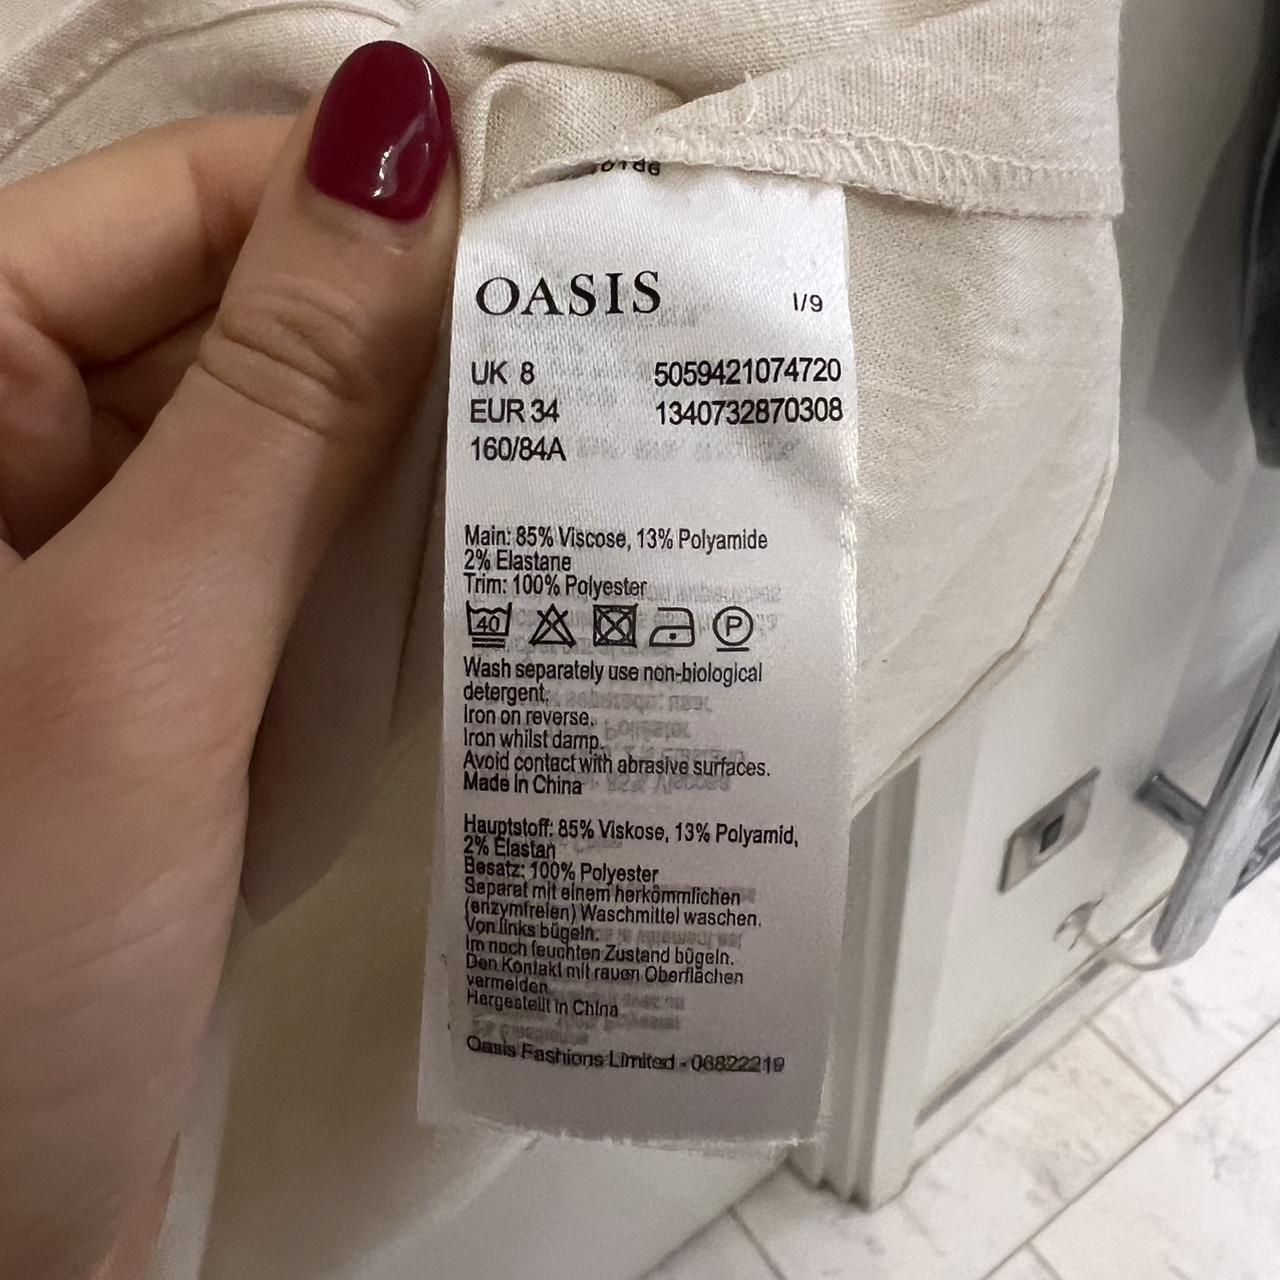 OASIS
I/9
UK 8 5059421074720
EUR 34 1340732870308
160/84A
Main: 85% Viscose, 13% Polyamide
2% Elastane
Trim: 100% Polyester
40
P
Wash separately use non-biological
detergent.
Iron on reverse.
Iron whilst damp.
Avoid contact with abrasive surfaces.
Made In China
Hauptstoff: 85% Viskose, 13% Polyamid,
2% Elastan
Besatz: 100% Polyester
Separat mit einem herkömmlichen
(enzymfreien) Waschmittel waschen.
Von links bügeln.
Im noch feuchten Zustand bügeln.
Den Kontakt mit rauen Oberflächen
vermeiden.
Hergestellt in China
Oasis Fashions Limited - 06822219